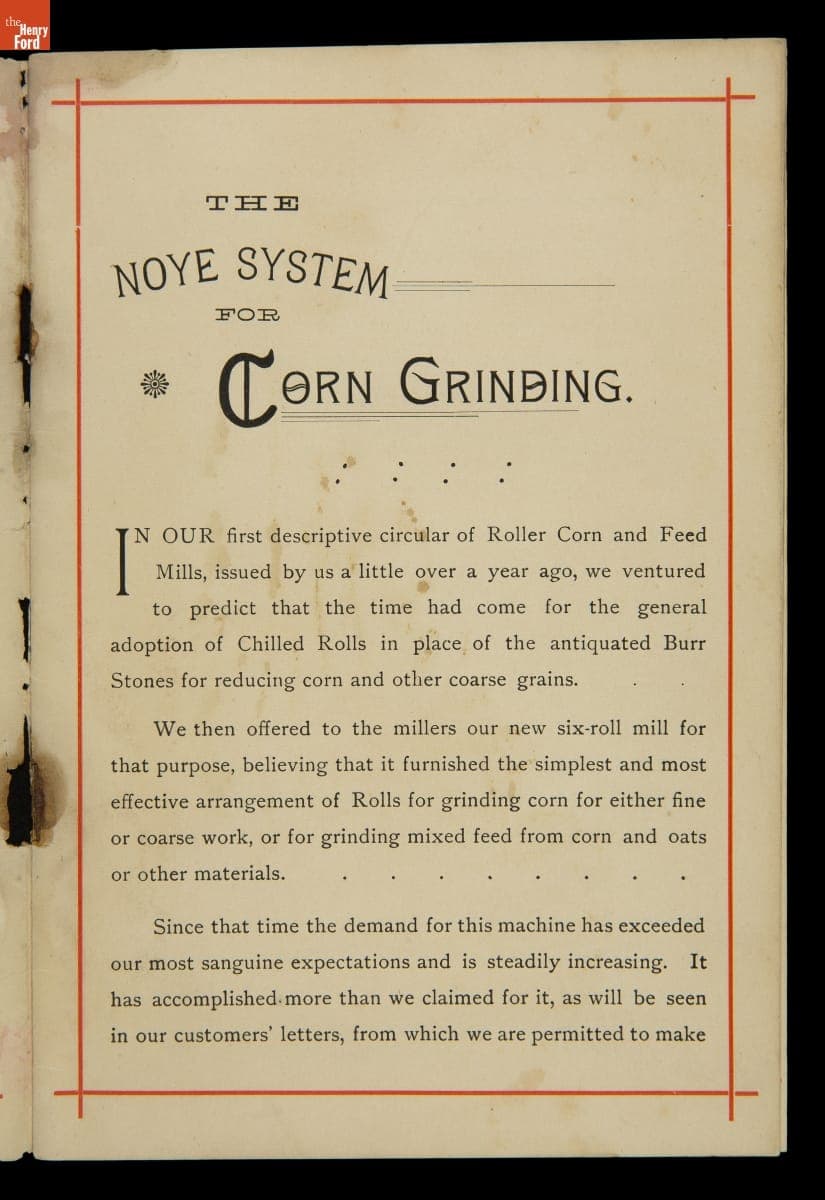 the
Henry
Ford
THE
NOYE SYSTEM
FOR
CORN GRINDING.
IN OUR first descriptive circular of Roller Corn and Feed
Mills, issued by us a little over a year ago, we ventured
to predict that the time had come for the general
adoption of Chilled Rolls in place of the antiquated Burr
Stones for reducing corn and other coarse grains. . .
We then offered to the millers our new six-roll mill for
that purpose, believing that it furnished the simplest and most
effective arrangement of Rolls for grinding corn for either fine
or coarse work, or for grinding mixed feed from corn and oats
or other materials. . . . . . . . .
Since that time the demand for this machine has exceeded
our most sanguine expectations and is steadily increasing. It
has accomplished more than we claimed for it, as will be seen
in our customers' letters, from which we are permitted to make